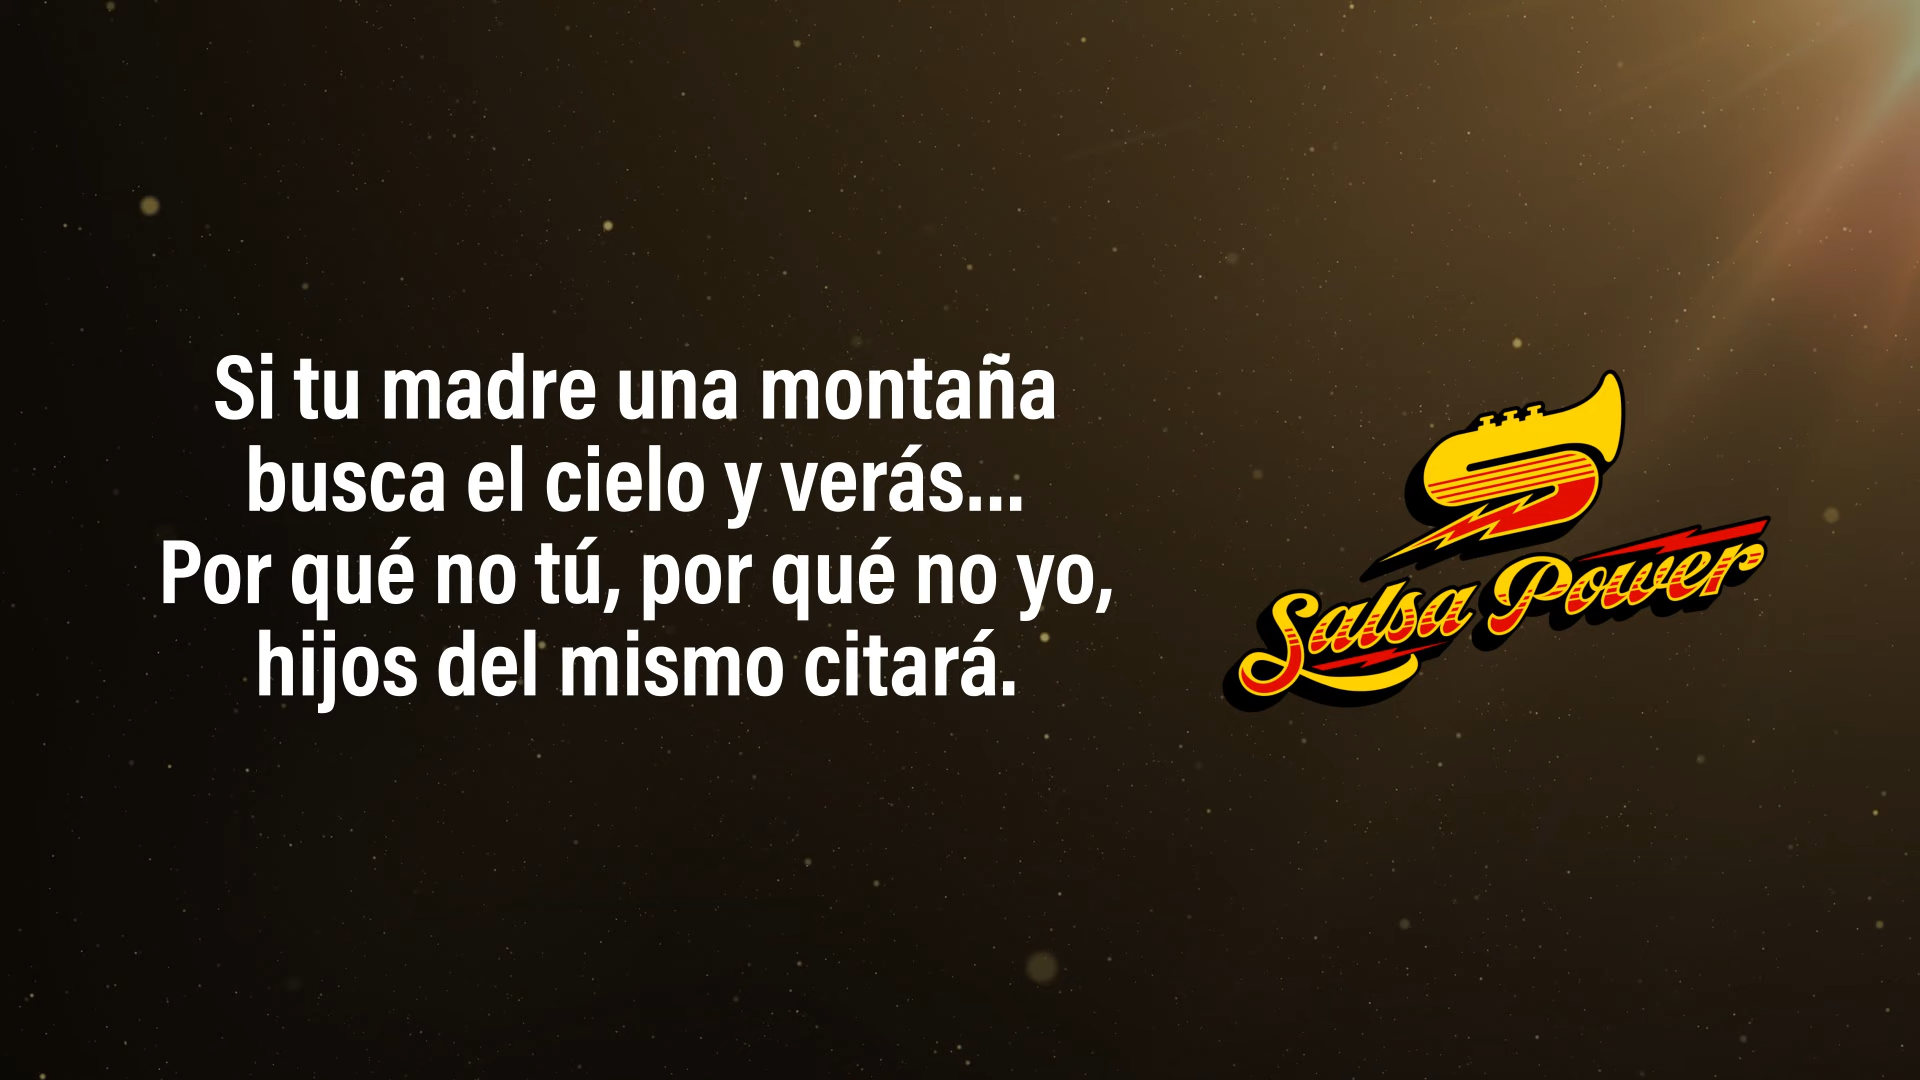 Si tu madre una montaña
busca el cielo y verás...
Por qué no tú, por qué no yo,
hijos del mismo citará.
Salsa Power